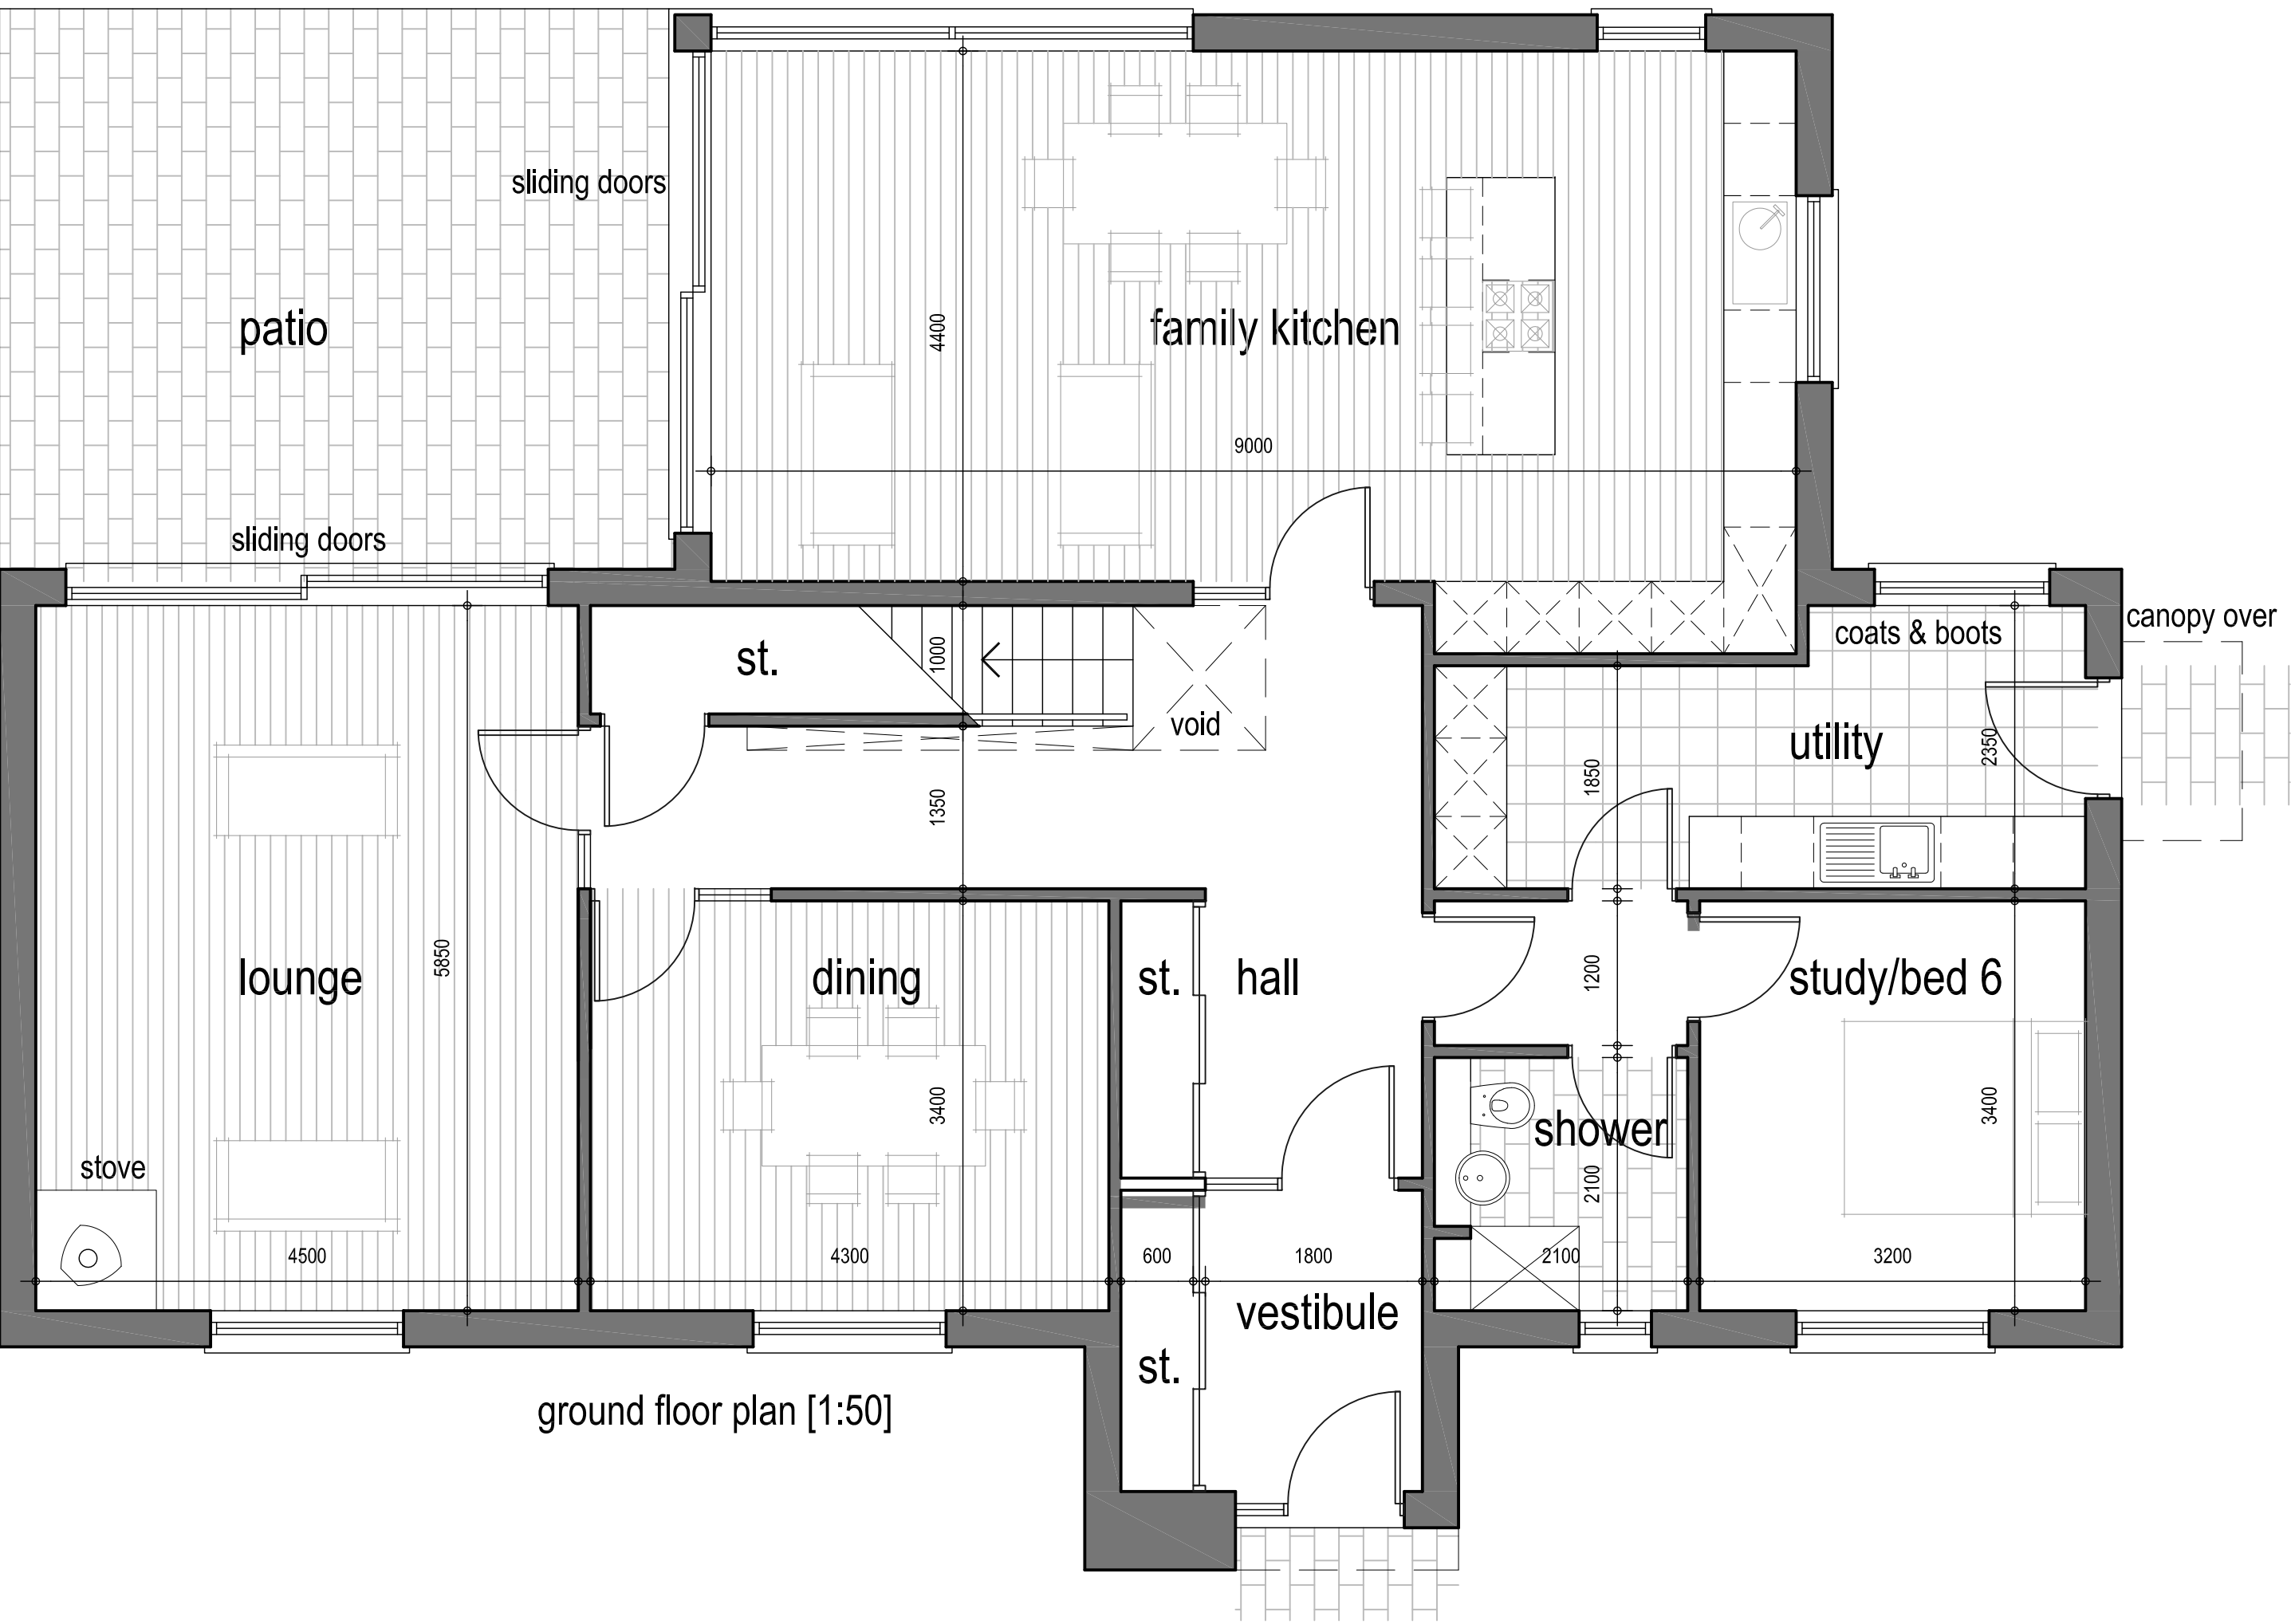 sliding doors
patio
4400
family kitchen
9000
sliding doors
st.
1000
coats & boots
canopy over
void
utility
2350
1850
1350
lounge
5850
dining
st.
hall
1200
study/bed 6
3400
3400
shower
2100
stove
4500
4300
600
1800
2100
3200
vestibule
st.
ground floor plan [1:50]